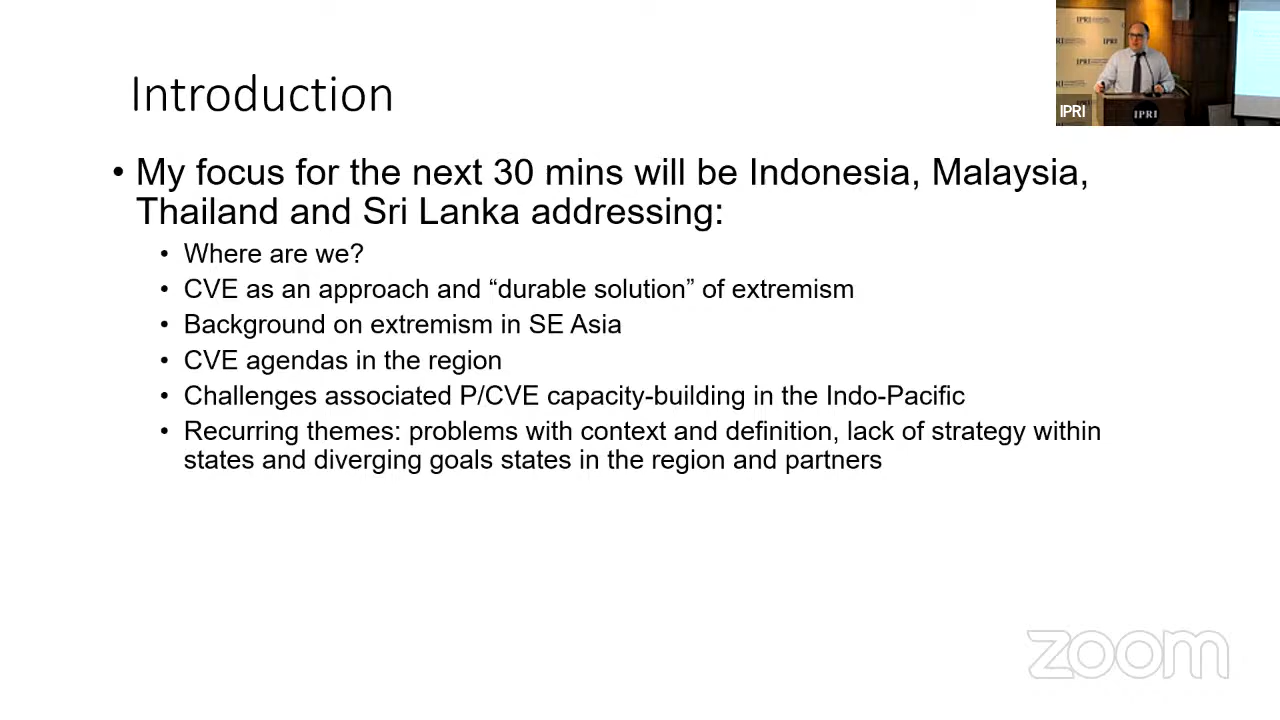 Introduction
• My focus for the next 30 mins will be Indonesia, Malaysia,
Thailand and Sri Lanka addressing:
• Where are we?
• CVE as an approach and “durable solution” of extremism
• Background on extremism in SE Asia
• CVE agendas in the region
• Challenges associated P/CVE capacity-building in the Indo-Pacific
• Recurring themes: problems with context and definition, lack of strategy within
states and diverging goals states in the region and partners
IPRI
IPRI
IPRI
IPRI
IPRI
zoom